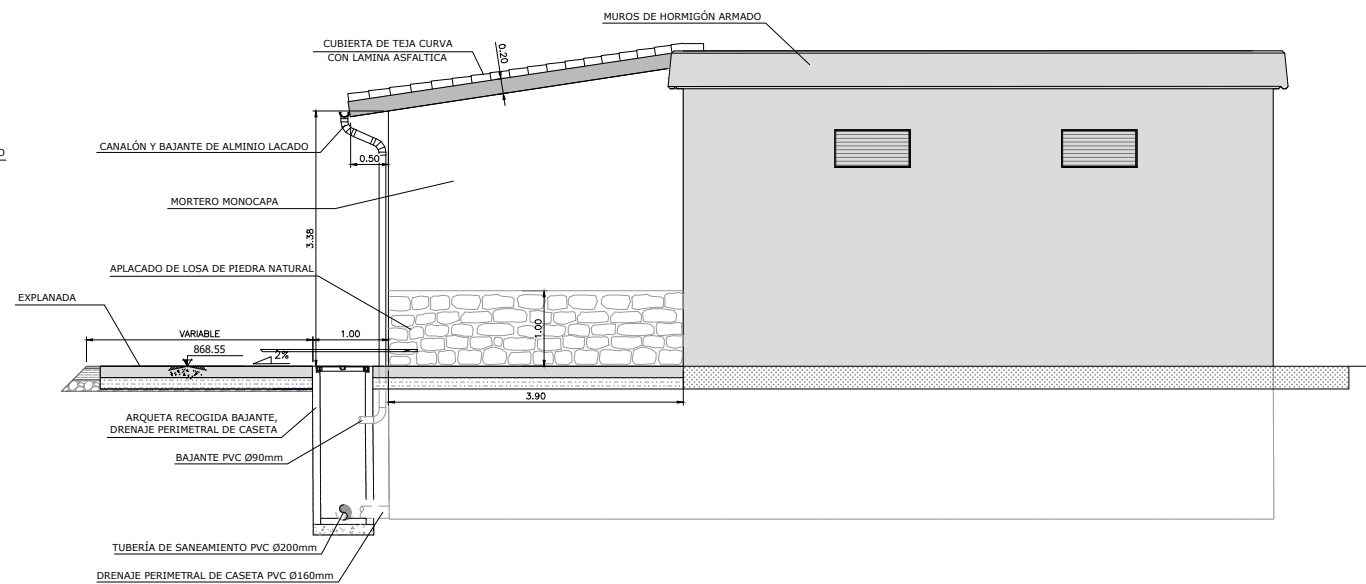 MUROS DE HORMIGÓN ARMADO
CUBIERTA DE TEJA CURVA
CON LAMINA ASFALTICA
0.20
CANALÓN Y BAJANTE DE ALMINIO LACADO
O
0.50
MORTERO MONOCAPA
3.38
APLACADO DE LOSA DE PIEDRA NATURAL
EXPLANADA
VARIABLE
1.00
1.00
868.55
2%
3.90
ARQUETA RECOGIDA BAJANTE,
DRENAJE PERIMETRAL DE CASETA
BAJANTE PVC Ø90mm
TUBERÍA DE SANEAMIENTO PVC Ø200mm
DRENAJE PERIMETRAL DE CASETA PVC Ø160mm